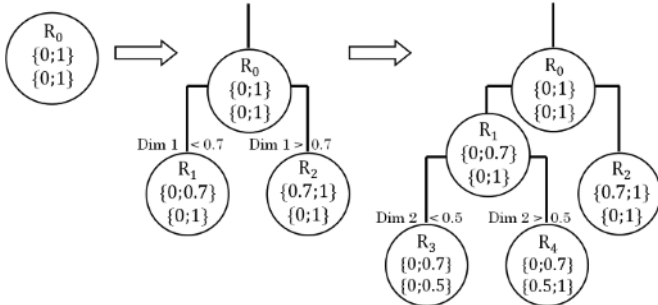 R₀
{0;1}
{0;1}
R₀
{0;1}
{0;1}
Dim 1 < 0.7
Dim 1 > 0.7
R₁
{0;0.7}
{0;1}
R₂
{0.7;1}
{0;1}
R₀
{0;1}
{0;1}
R₁
{0;0.7}
{0;1}
R₂
{0.7;1}
{0;1}
Dim 2 < 0.5
Dim 2 > 0.5
R₃
{0;0.7}
{0;0.5}
R₄
{0;0.7}
{0.5;1}